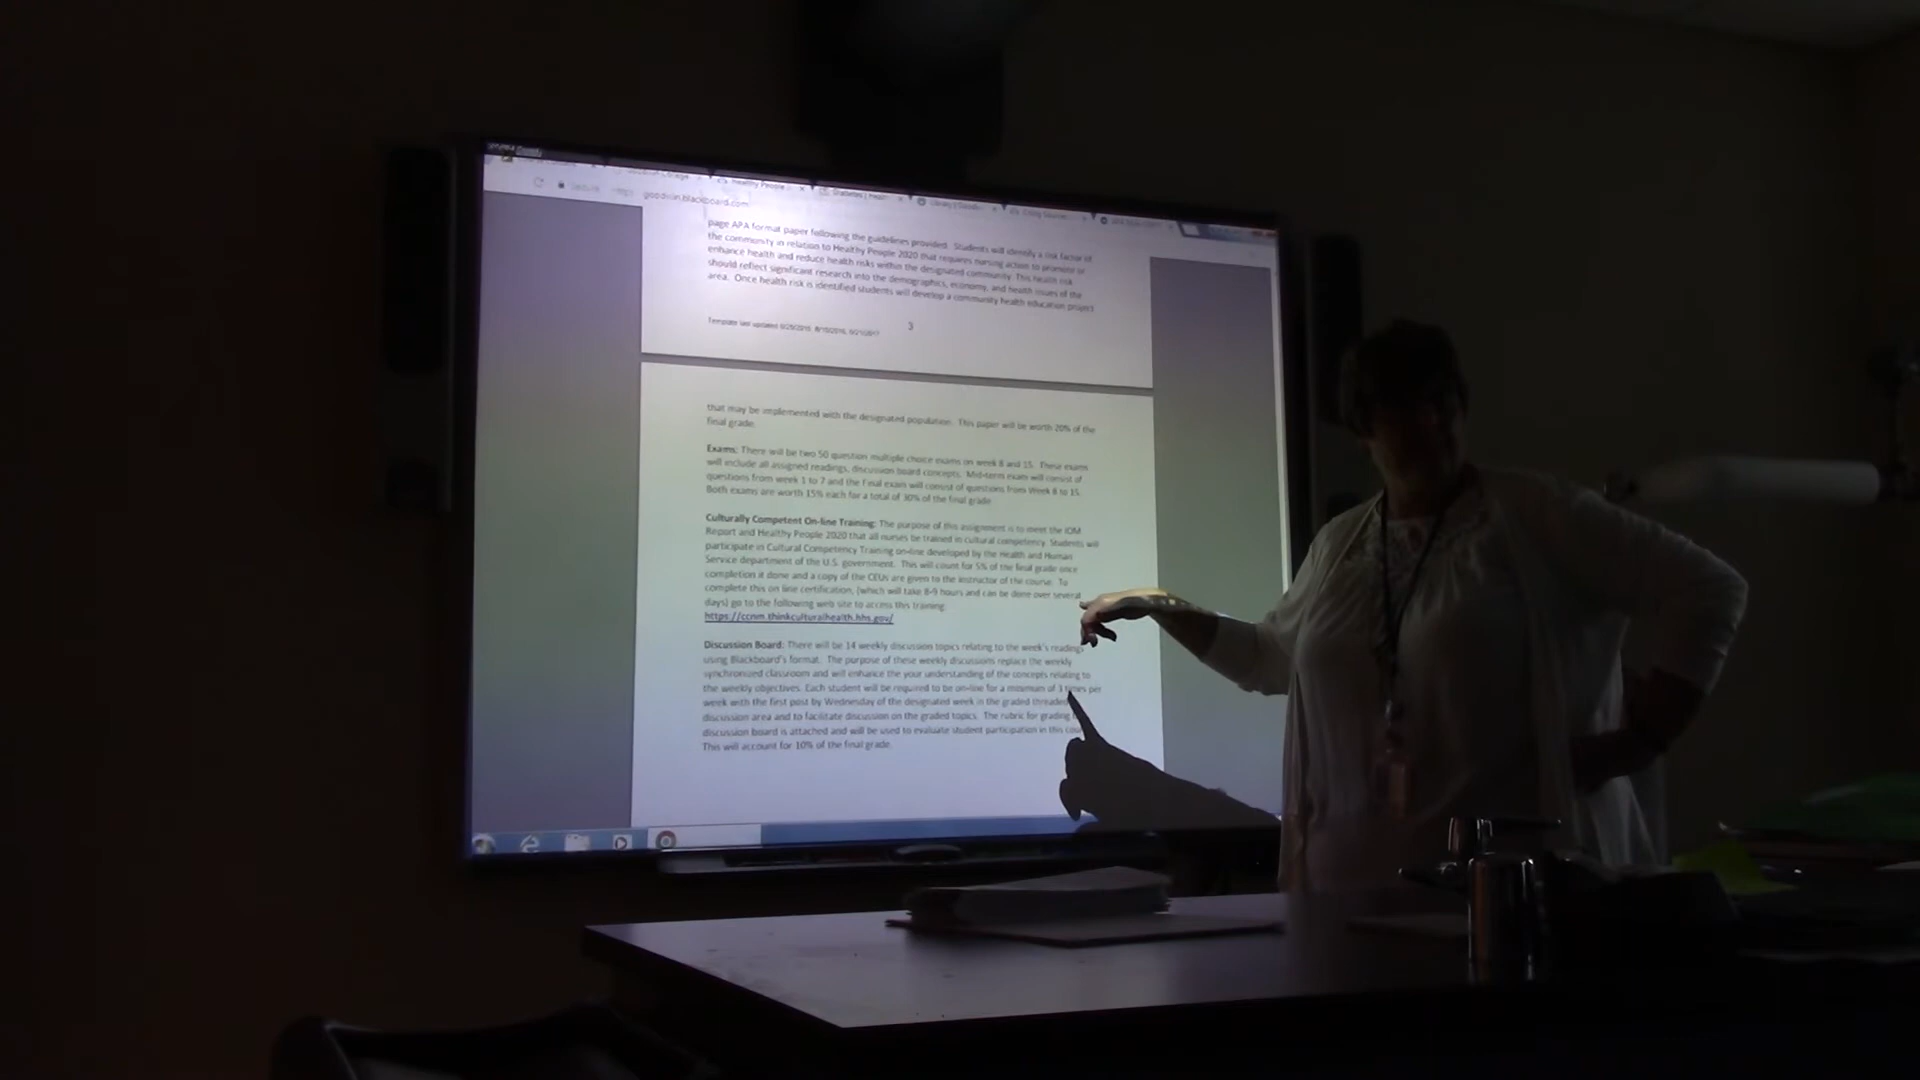 Healthy People
goodwin.blackboard.com
page APA format paper following the guidelines provided. Students will identify a risk factor of
the community in relation to Healthy People 2020 that requires nursing action to promote or
enhance health and reduce health risks within the designated community. This health risk
should reflect significant research into the demographics, economy, and health issues of the
area. Once health risk is identified students will develop a community health education project
Template last updated
3
that may be implemented with the designated population. This paper will be worth 20% of the
final grade.
Exams: There will be two 50 question multiple choice exams on week 8 and 15. These exams
will include all assigned readings, discussion board concepts. Mid-term exam will consist of
questions from week 1 to 7 and the Final exam will consist of questions from Week 8 to 15.
Both exams are worth 15% each for a total of 30% of the final grade.
Culturally Competent On-line Training: The purpose of this assignment is to meet the IOM
Report and Healthy People 2020 that all nurses be trained in cultural competency. Students will
participate in Cultural Competency Training on-line developed by the Health and Human
Service department of the U.S. government. This will count for 5% of the final grade once
completion it done and a copy of the CEUs are given to the instructor of the course. To
complete this on line certification, (which will take 8-9 hours and can be done over several
days) go to the following web site to access this training:
https://ccnm.thinkculturalhealth.hhs.gov/
Discussion Board: There will be 14 weekly discussion topics relating to the week's readings
using Blackboard's format. The purpose of these weekly discussions replace the weekly
synchronized classroom and will enhance the your understanding of the concepts relating to
the weekly objectives. Each student will be required to be on-line for a minimum of 3 times per
week with the first post by Wednesday of the designated week in the graded threaded
discussion area and to facilitate discussion on the graded topics. The rubric for grading
discussion board is attached and will be used to evaluate student participation in this
This will account for 10% of the final grade.